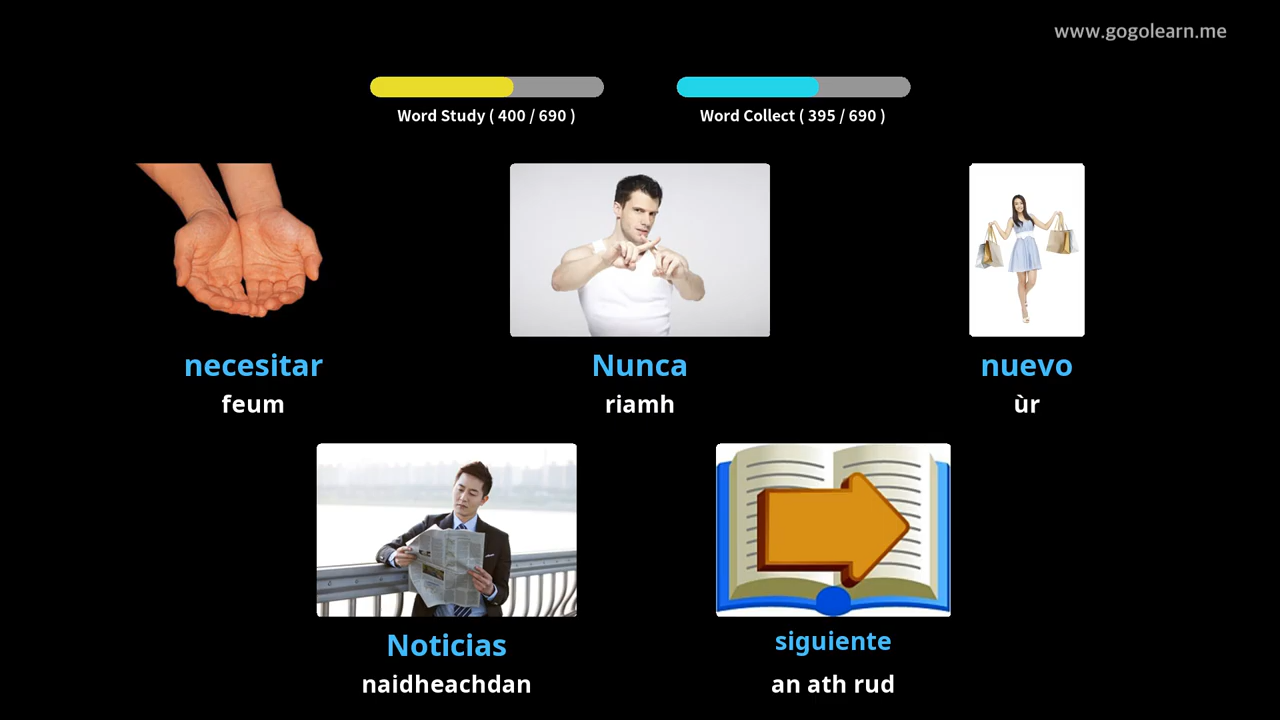 www.gogolearn.me
Word Study ( 400 / 690 )
Word Collect ( 395 / 690 )
necesitar
feum
Nunca
riamh
nuevo
ùr
Noticias
naidheachdan
siguiente
an ath rud